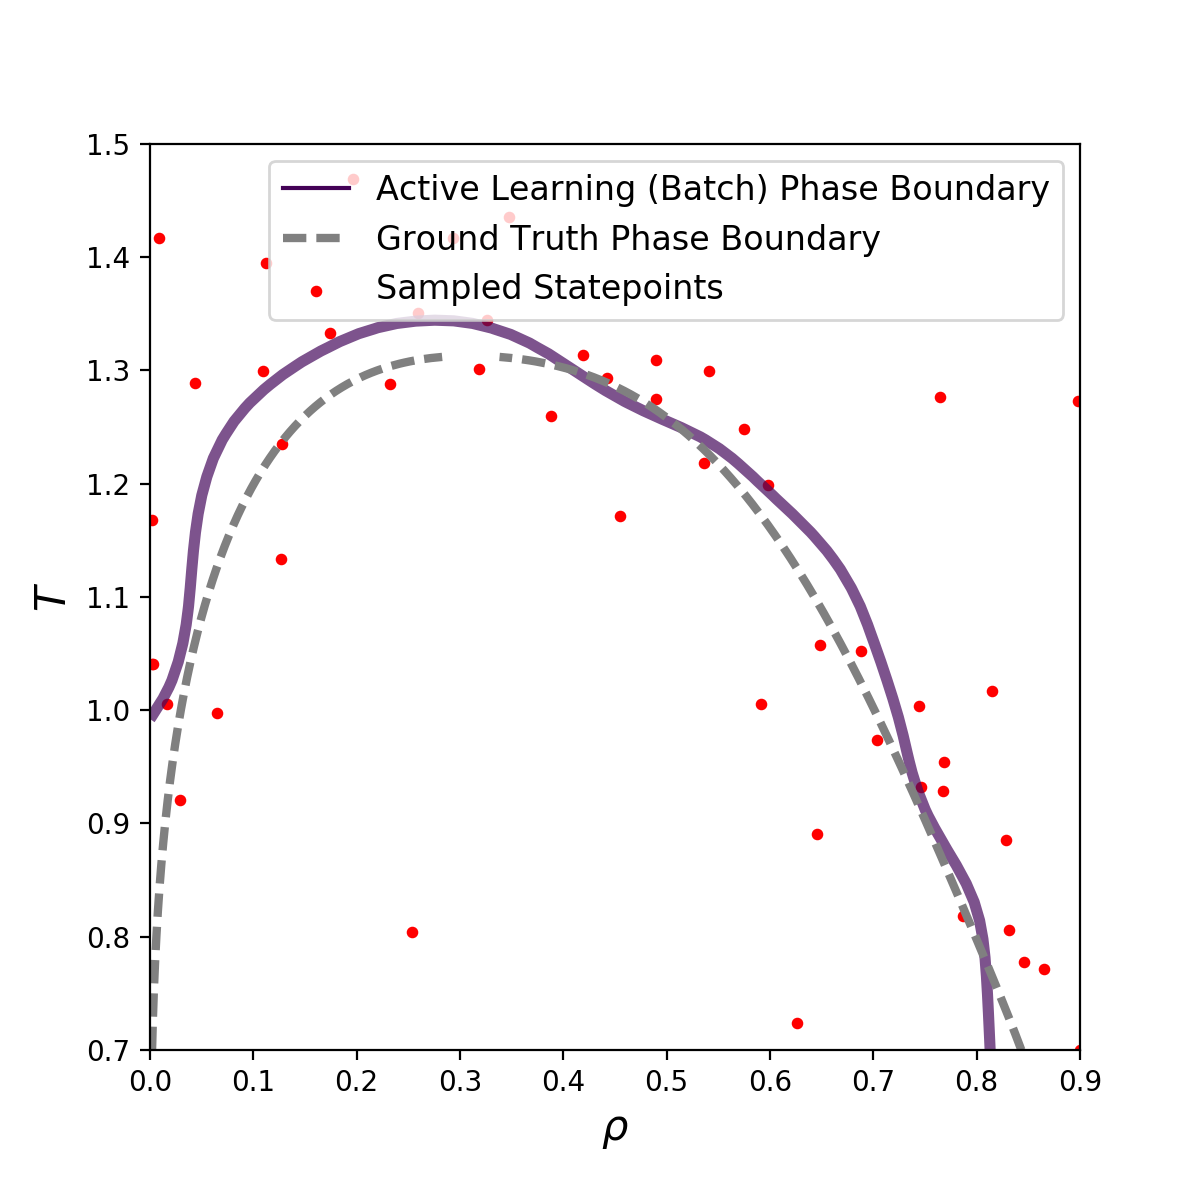 1.5
1.4
1.3
1.2
1.1
1.0
0.9
0.8
0.7
T
Active Learning (Batch) Phase Boundary
Ground Truth Phase Boundary
Sampled Statepoints
0.0 0.1 0.2 0.3 0.4 0.5 0.6 0.7 0.8 0.9
ρ